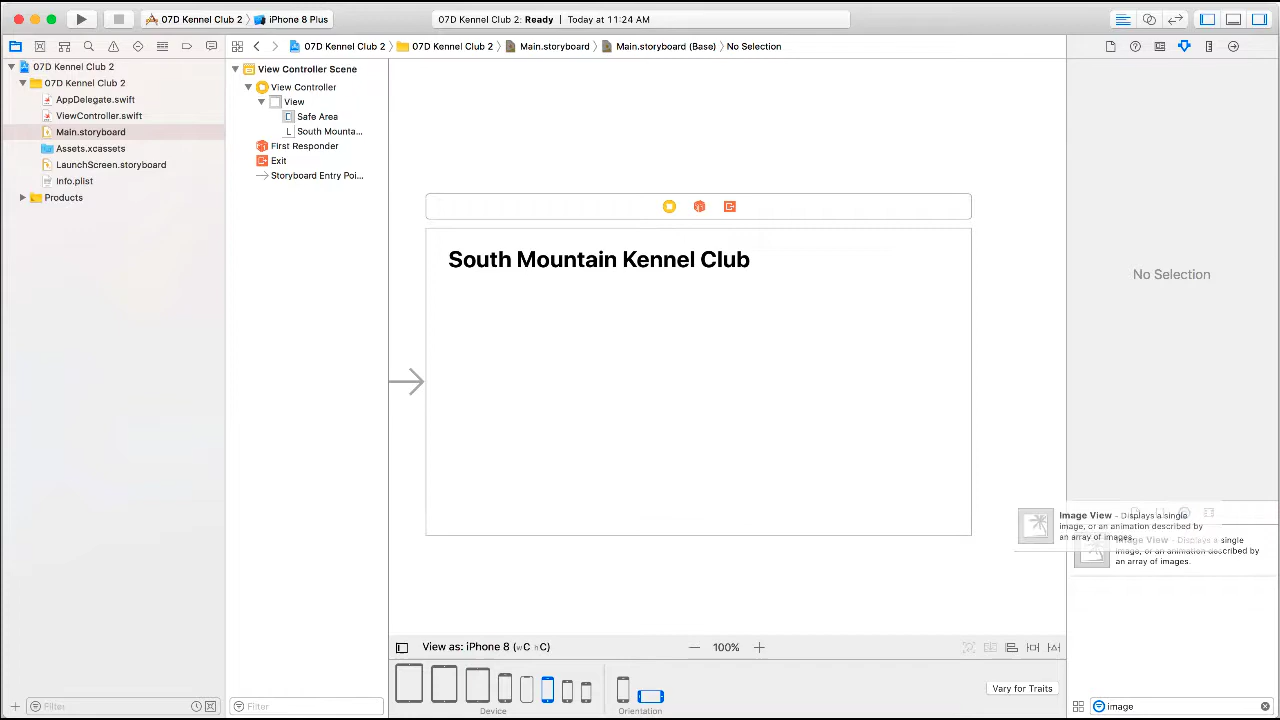 07D Kennel Club 2
iPhone 8 Plus
07D Kennel Club 2: Ready
Today at 11:24 AM
07D Kennel Club 2
07D Kennel Club 2
Main.storyboard
Main.storyboard (Base)
No Selection
07D Kennel Club 2
07D Kennel Club 2
AppDelegate.swift
ViewController.swift
Main.storyboard
Assets.xcassets
LaunchScreen.storyboard
Info.plist
Products
View Controller Scene
View Controller
View
Safe Area
L South Mounta...
First Responder
Exit
Storyboard Entry Poi...
South Mountain Kennel Club
No Selection
Image View - Displays a single
image, or an animation described by
an array of images.
Image View - Displays a single
image, or an animation described by
an array of images.
View as: iPhone 8 (wC hC)
100%
Vary for Traits
Device
Orientation
Filter
Filter
image